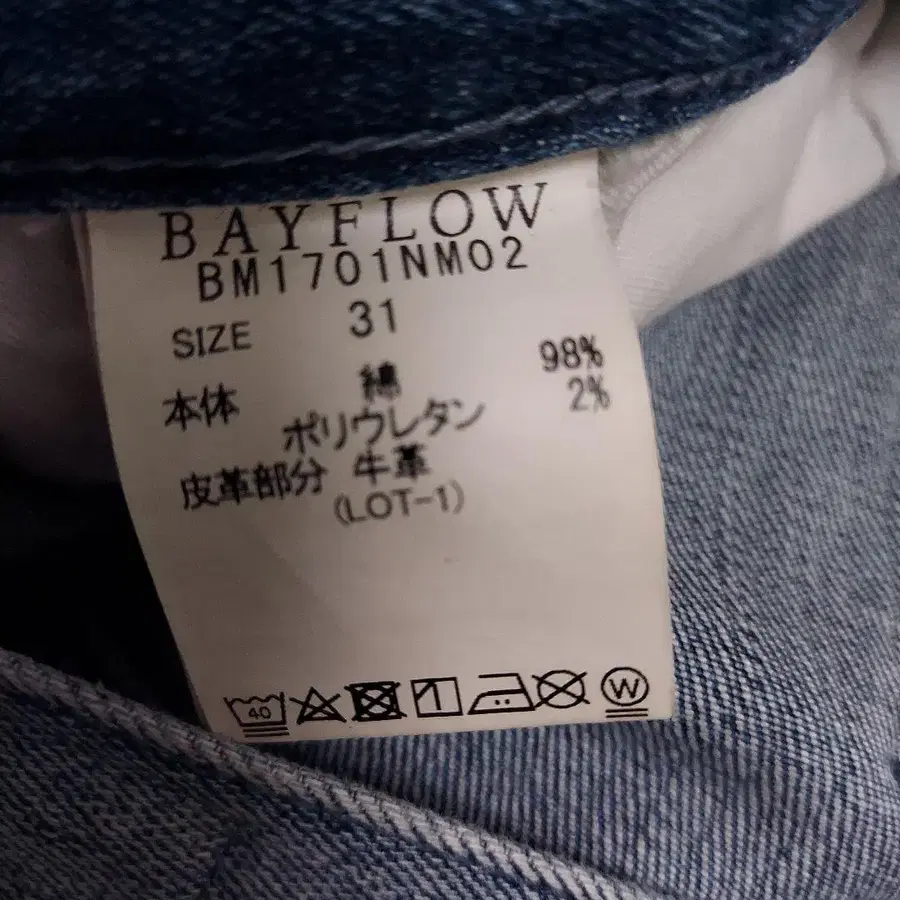 BAYFLOW
BM1701NM02
SIZE 31
本体 綿 98%
ポリウレタン 2%
皮革部分 牛革
(LOT-1)
40
W